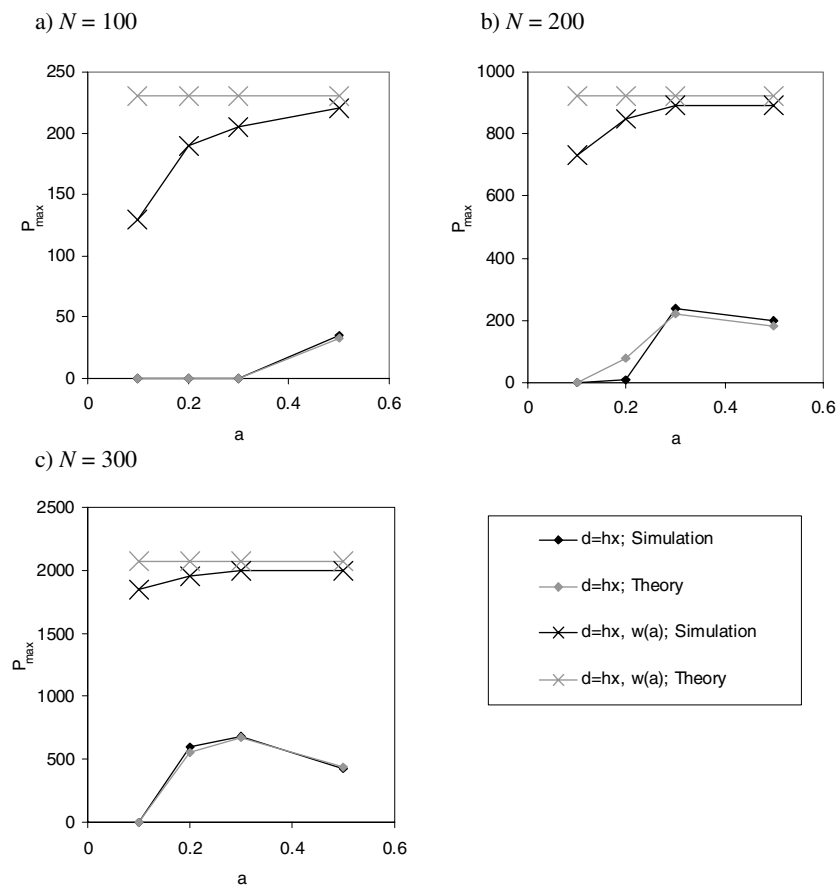 a) N = 100
250
200
150
100
50
0
P_max
0 0.2 0.4 0.6
a
b) N = 200
1000
800
600
400
200
0
P_max
0 0.2 0.4 0.6
a
c) N = 300
2500
2000
1500
1000
500
0
P_max
0 0.2 0.4 0.6
a
d=hx; Simulation
d=hx; Theory
d=hx, w(a); Simulation
d=hx, w(a); Theory